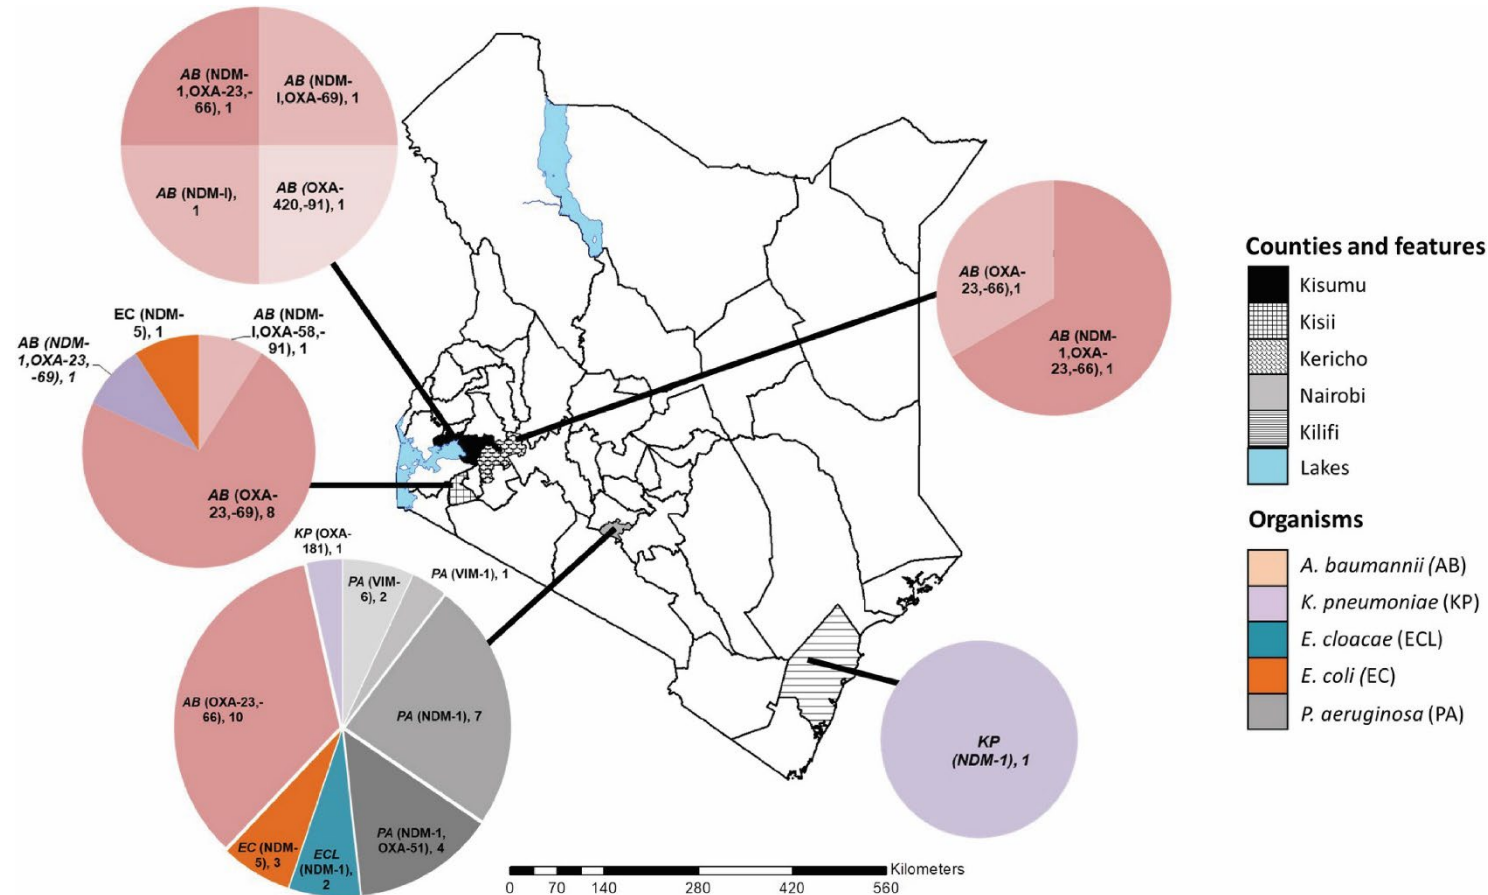 AB (NDM-
1,OXA-23,-
66), 1
AB (NDM-
I,OXA-69), 1
AB (NDM-I),
1
AB (OXA-
420,-91), 1
AB (OXA-
23,-66),1
AB (NDM-
1,OXA-
23,-66), 1
EC (NDM-
5), 1
AB (NDM-
I,OXA-58,-
91), 1
AB (NDM-
1,OXA-23,
-69), 1
AB (OXA-
23,-69), 8
KP (OXA-
181), 1
PA (VIM-
6), 2
PA (VIM-1), 1
AB (OXA-23,-
66), 10
PA (NDM-1), 7
PA (NDM-1,
OXA-51), 4
EC (NDM-
5), 3
ECL
(NDM-1),
2
KP
(NDM-1), 1
Kilometers
0 70 140 280 420 560
Counties and features
Kisumu
Kisii
Kericho
Nairobi
Kilifi
Lakes
Organisms
A. baumannii (AB)
K. pneumoniae (KP)
E. cloacae (ECL)
E. coli (EC)
P. aeruginosa (PA)